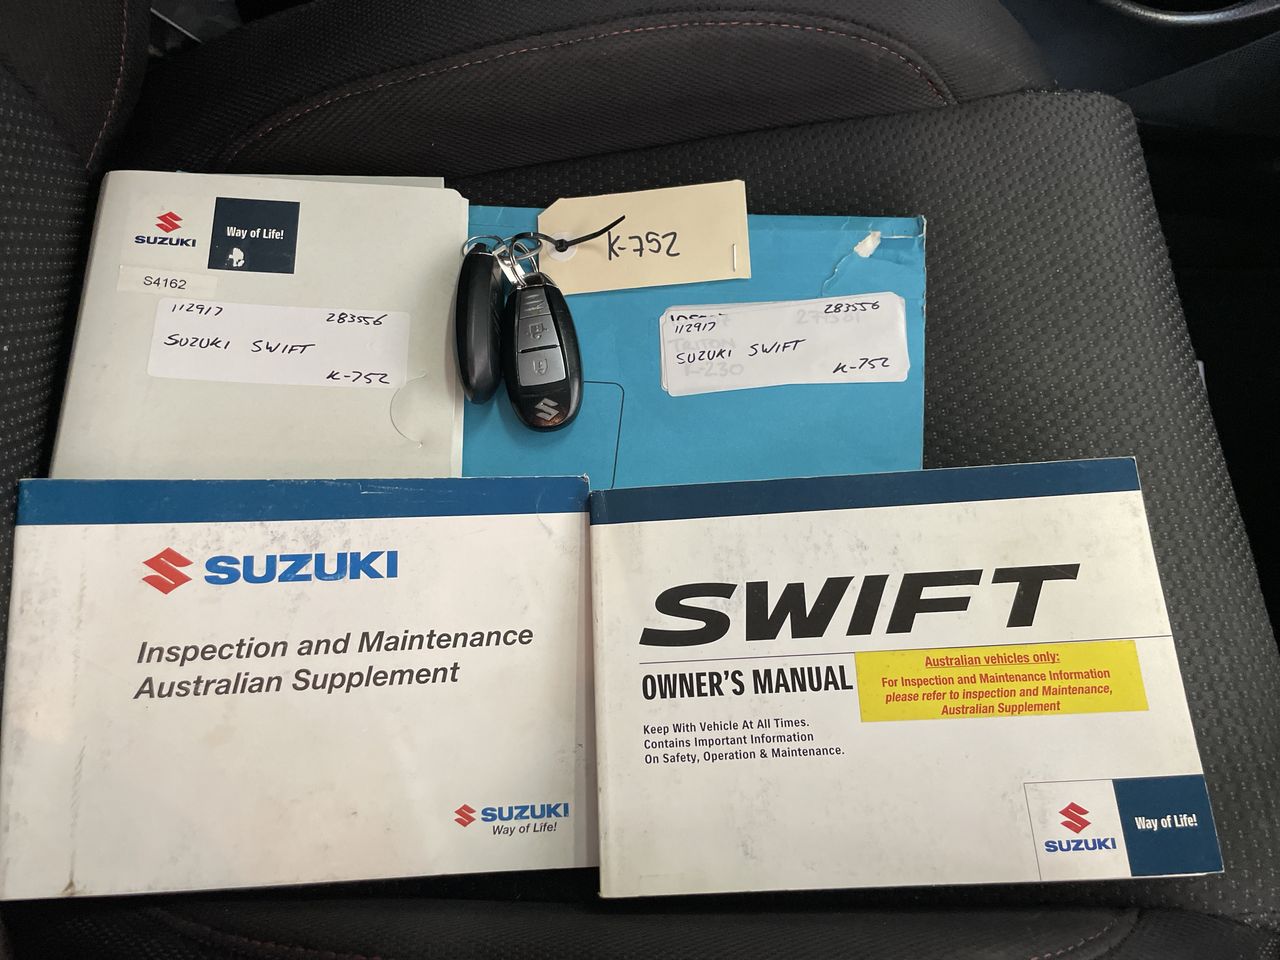 SUZUKI
Way of Life!
S4162
112917 283556
SUZUKI SWIFT
K-752
K-752
112917 283556
SUZUKI SWIFT
K-752
TRITON
K-230
SUZUKI
Inspection and Maintenance
Australian Supplement
SUZUKI
Way of Life!
SWIFT
OWNER'S MANUAL
Australian vehicles only:
For Inspection and Maintenance Information
please refer to inspection and Maintenance,
Australian Supplement
Keep With Vehicle At All Times.
Contains Important Information
On Safety, Operation & Maintenance.
SUZUKI
Way of Life!